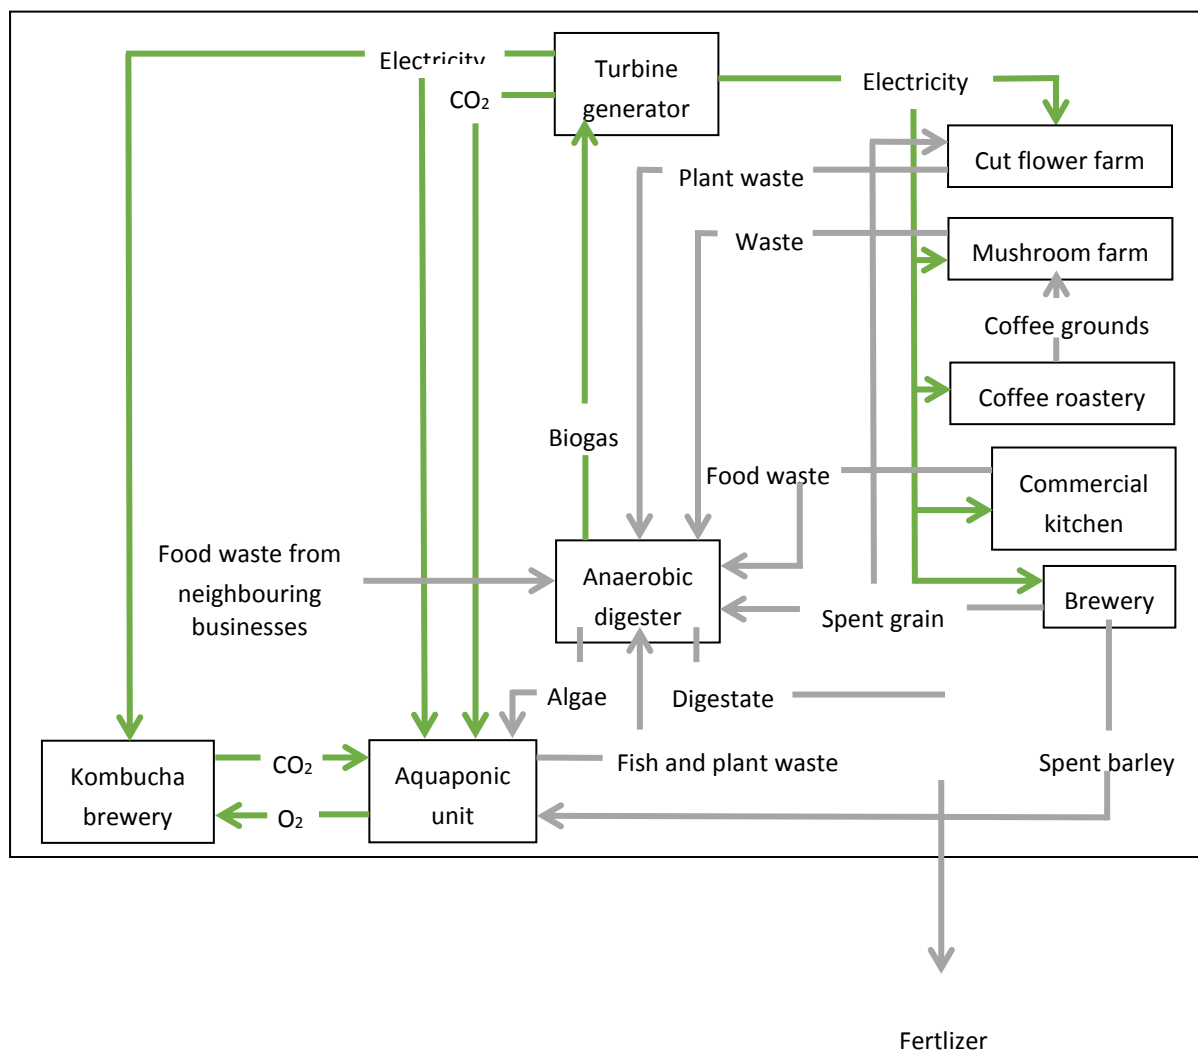 Electricity
Turbine
generator
CO₂
Electricity
Cut flower farm
Plant waste
Waste
Mushroom farm
Coffee grounds
Coffee roastery
Biogas
Food waste
Commercial
kitchen
Food waste from
neighbouring
businesses
Anaerobic
digester
Spent grain
Brewery
Algae
Digestate
Kombucha
brewery
CO₂
O₂
Aquaponic
unit
Fish and plant waste
Spent barley
Fertlizer